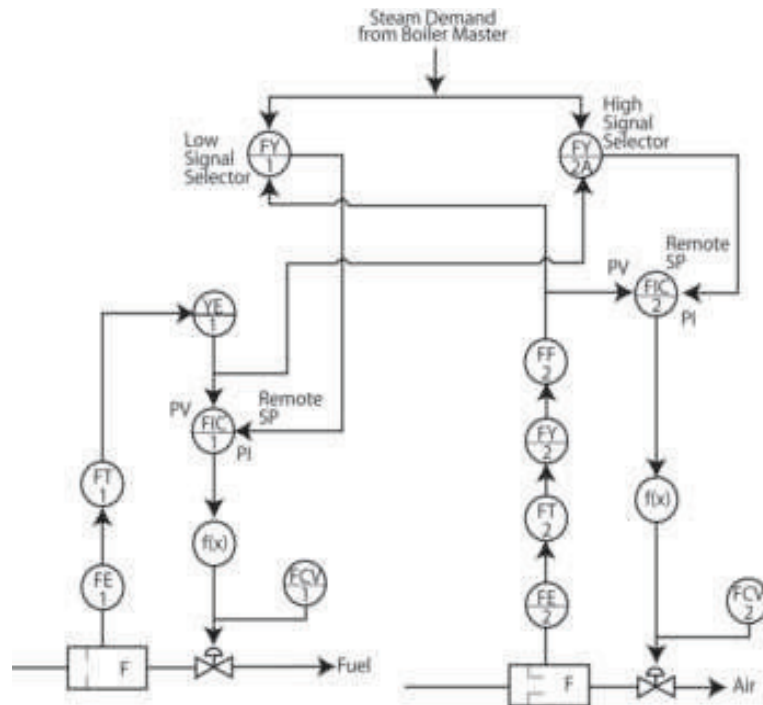 Steam Demand
from Boiler Master
High
Signal
Selector
Low
Signal
Selector
FY
1
FY
2A
Remote
SP
PV
FIC
2
PI
YE
1
FF
2
PV
Remote
SP
FIC
1
PI
FY
2
FT
1
f(x)
FT
2
f(x)
FE
1
FCV
1
FE
2
FCV
2
F
Fuel
F
Air